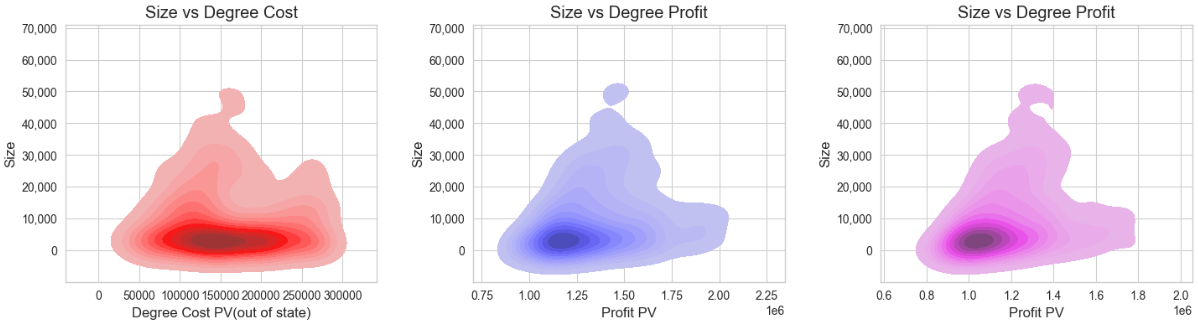 Size vs Degree Cost
70,000
60,000
50,000
40,000
30,000
20,000
10,000
0
Size
0 50000 100000 150000 200000 250000 300000
Degree Cost PV(out of state)
Size vs Degree Profit
70,000
60,000
50,000
40,000
30,000
20,000
10,000
0
Size
0.75 1.00 1.25 1.50 1.75 2.00 2.25
1e6
Profit PV
Size vs Degree Profit
70,000
60,000
50,000
40,000
30,000
20,000
10,000
0
Size
0.6 0.8 1.0 1.2 1.4 1.6 1.8 2.0
1e6
Profit PV